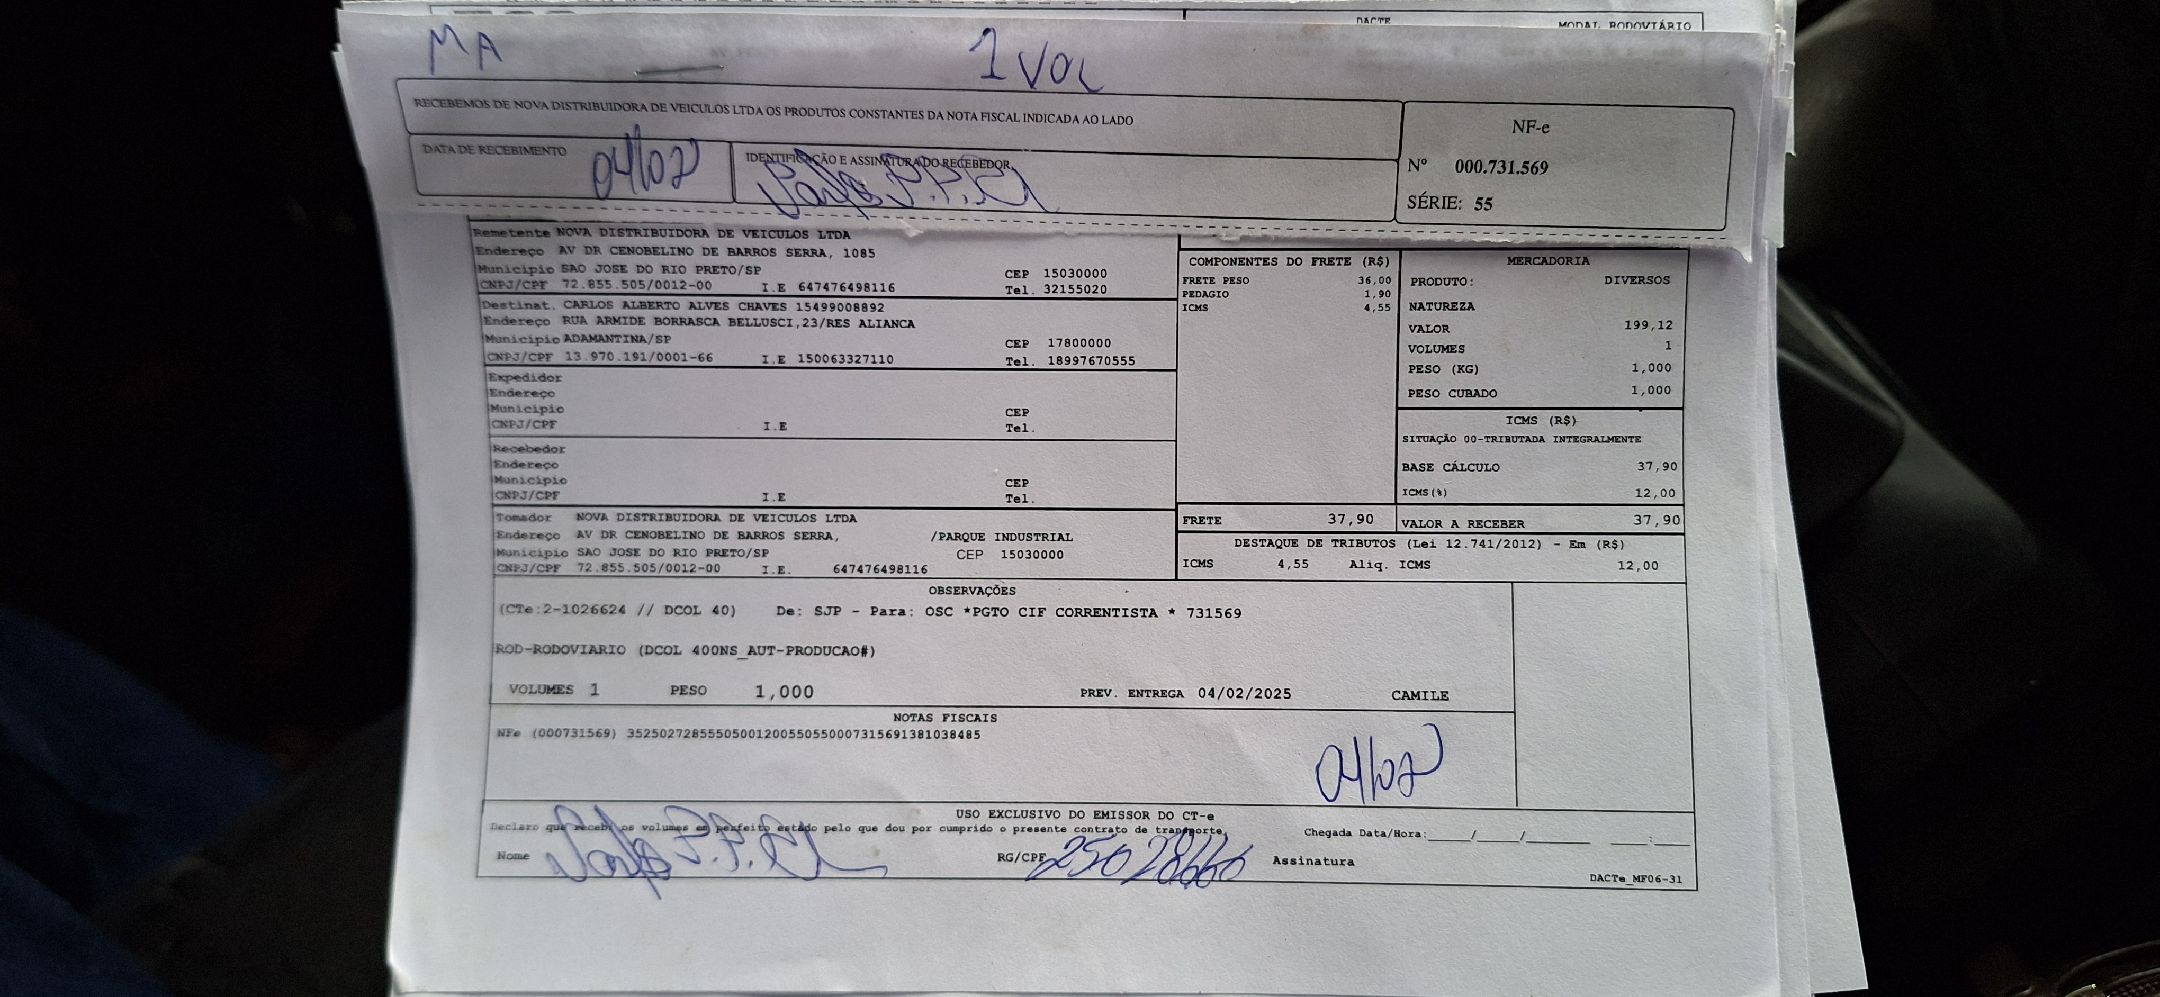 DACTE MODAL RODOVIÁRIO
MA 1 VOL
RECEBEMOS DE NOVA DISTRIBUIDORA DE VEICULOS LTDA OS PRODUTOS CONSTANTES DA NOTA FISCAL INDICADA AO LADO
NF-e
Nº 000.731.569
SÉRIE: 55
DATA DE RECEBIMENTO 04/02
IDENTIFICAÇÃO E ASSINATURA DO RECEBEDOR
Remetente NOVA DISTRIBUIDORA DE VEICULOS LTDA
Endereço AV DR CENOBELINO DE BARROS SERRA, 1085
Município SAO JOSE DO RIO PRETO/SP CEP 15030000
CNPJ/CPF 72.855.505/0012-00 I.E 647476498116 Tel. 32155020
Destinat. CARLOS ALBERTO ALVES CHAVES 15499008892
Endereço RUA ARMIDE BORRASCA BELLUSCI,23/RES ALIANCA
Município ADAMANTINA/SP CEP 17800000
CNPJ/CPF 13.970.191/0001-66 I.E 150063327110 Tel. 18997670555
Expedidor
Endereço
Município CEP
CNPJ/CPF I.E Tel.
Recebedor
Endereço
Município CEP
CNPJ/CPF I.E Tel.
Tomador NOVA DISTRIBUIDORA DE VEICULOS LTDA
Endereço AV DR CENOBELINO DE BARROS SERRA, /PARQUE INDUSTRIAL
Município SAO JOSE DO RIO PRETO/SP CEP 15030000
CNPJ/CPF 72.855.505/0012-00 I.E. 647476498116
COMPONENTES DO FRETE (R$)
FRETE PESO 36,00
PEDAGIO 1,90
ICMS 4,55
FRETE 37,90
MERCADORIA
PRODUTO: DIVERSOS
NATUREZA
VALOR 199,12
VOLUMES 1
PESO (KG) 1,000
PESO CUBADO 1,000
ICMS (R$)
SITUAÇÃO 00-TRIBUTADA INTEGRALMENTE
BASE CÁLCULO 37,90
ICMS(%) 12,00
VALOR A RECEBER 37,90
DESTAQUE DE TRIBUTOS (Lei 12.741/2012) - Em (R$)
ICMS 4,55 Aliq. ICMS 12,00
OBSERVAÇÕES
(CTe:2-1026624 // DCOL 40) De: SJP - Para: OSC *PGTO CIF CORRENTISTA * 731569
ROD-RODOVIARIO (DCOL 400NS_AUT-PRODUCAO#)
VOLUMES 1 PESO 1,000 PREV. ENTREGA 04/02/2025 CAMILE
NOTAS FISCAIS
NFe (000731569) 35250272855505001200550550007315691381038485
04/02
USO EXCLUSIVO DO EMISSOR DO CT-e
Declaro que recebi os volumes em perfeito estado pelo que dou por cumprido o presente contrato de transporte. Chegada Data/Hora:____/____/______ ____:____
Nome RG/CPF Assinatura
DACTe_MF06-31